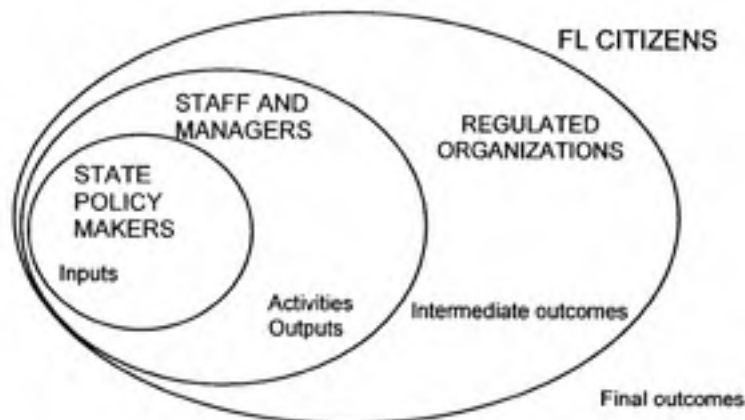 FL CITIZENS
STAFF AND
MANAGERS
REGULATED
ORGANIZATIONS
STATE
POLICY
MAKERS
Inputs
Activities
Outputs
Intermediate outcomes
Final outcomes